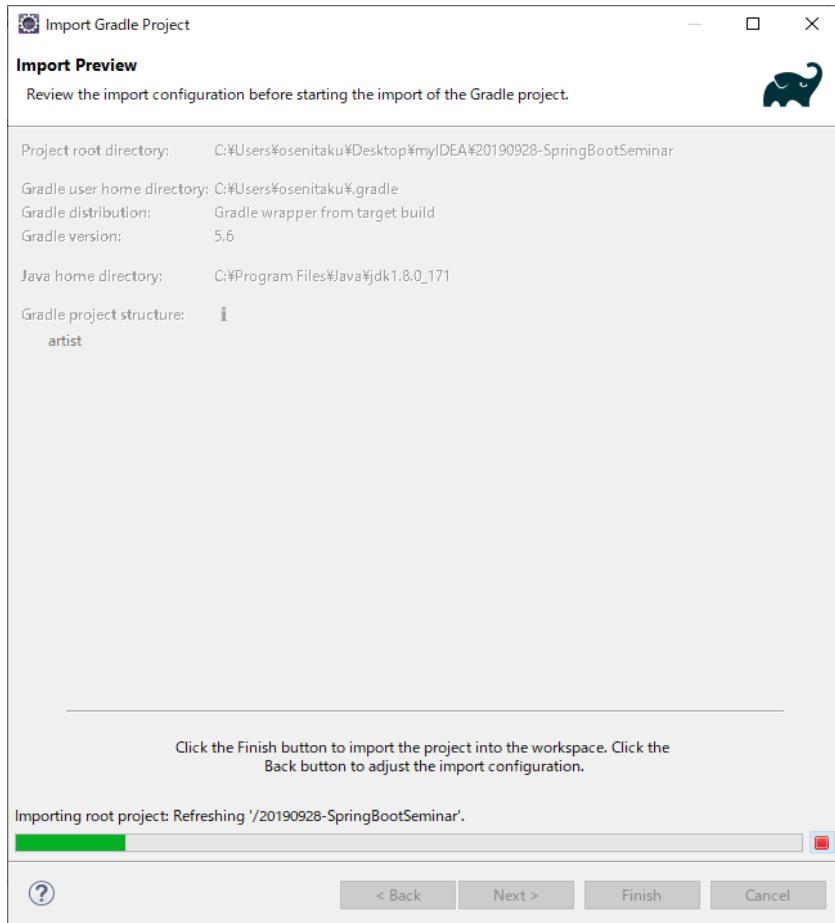 Import Gradle Project
Import Preview
Review the import configuration before starting the import of the Gradle project.
Project root directory: C:¥Users¥osenitaku¥Desktop¥myIDEA¥20190928-SpringBootSeminar
Gradle user home directory: C:¥Users¥osenitaku¥.gradle
Gradle distribution: Gradle wrapper from target build
Gradle version: 5.6
Java home directory: C:¥Program Files¥Java¥jdk1.8.0_171
Gradle project structure:
artist
Click the Finish button to import the project into the workspace. Click the
Back button to adjust the import configuration.
Importing root project: Refreshing '/20190928-SpringBootSeminar'.
< Back Next > Finish Cancel